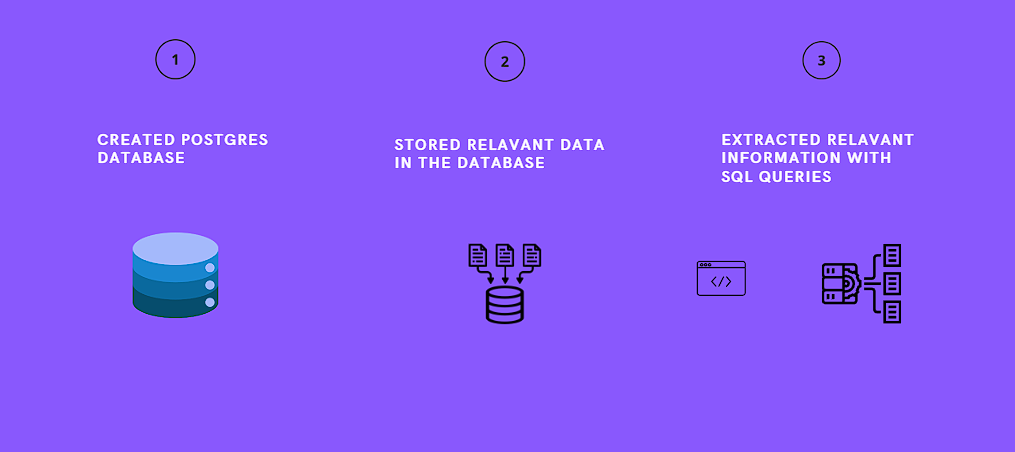 1
CREATED POSTGRES
DATABASE
2
STORED RELAVANT DATA
IN THE DATABASE
3
EXTRACTED RELAVANT
INFORMATION WITH
SQL QUERIES
</>